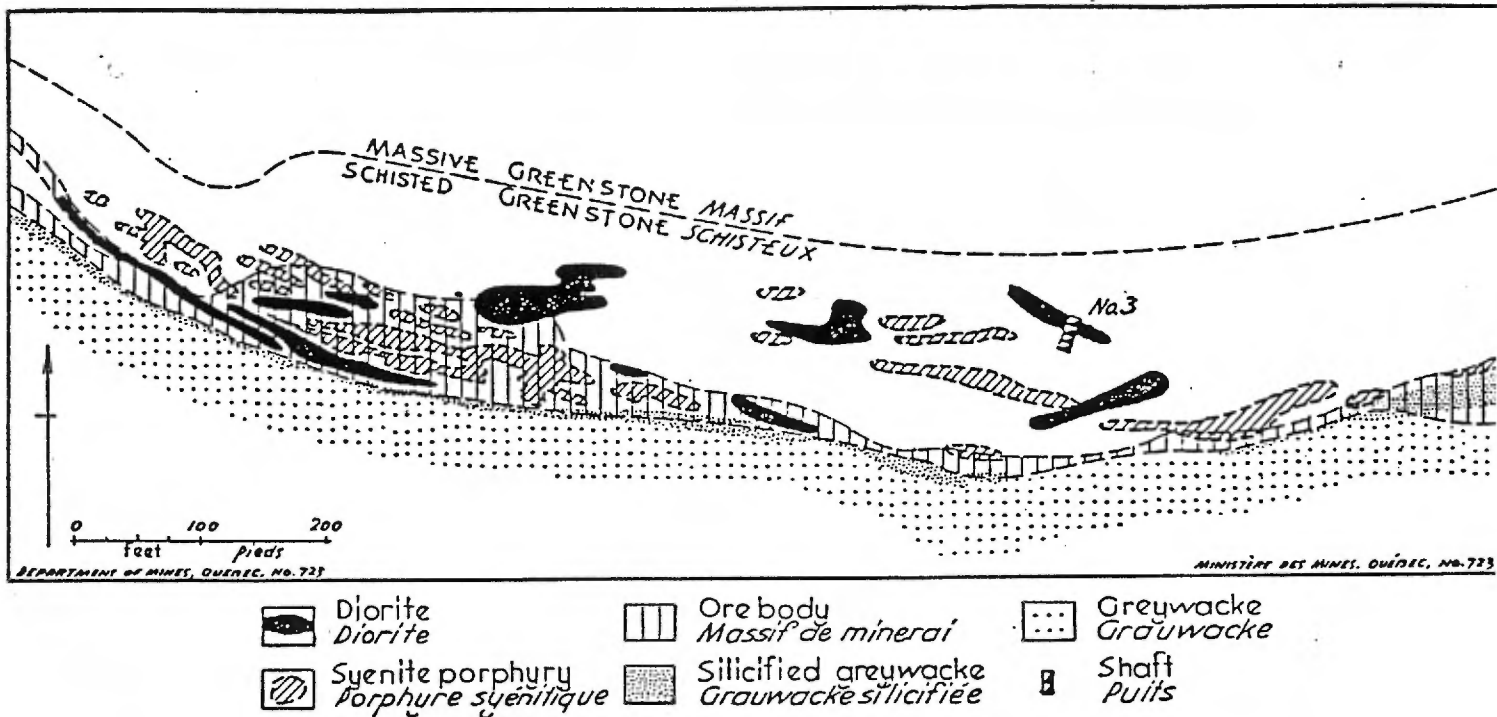 MASSIVE GREENSTONE MASSIF
SCHISTED GREENSTONE SCHISTEUX
No.3
0 100 200
feet pieds
DEPARTMENT OF MINES, QUEBEC. NO. 723
MINISTÈRE DES MINES. QUÉBEC, NO. 723
Diorite
Diorite
Ore body
Massif de minerai
Greywacke
Grauwacke
Syenite porphyry
Porphyre syénitique
Silicified greywacke
Grauwacke silicifiée
Shaft
Puits